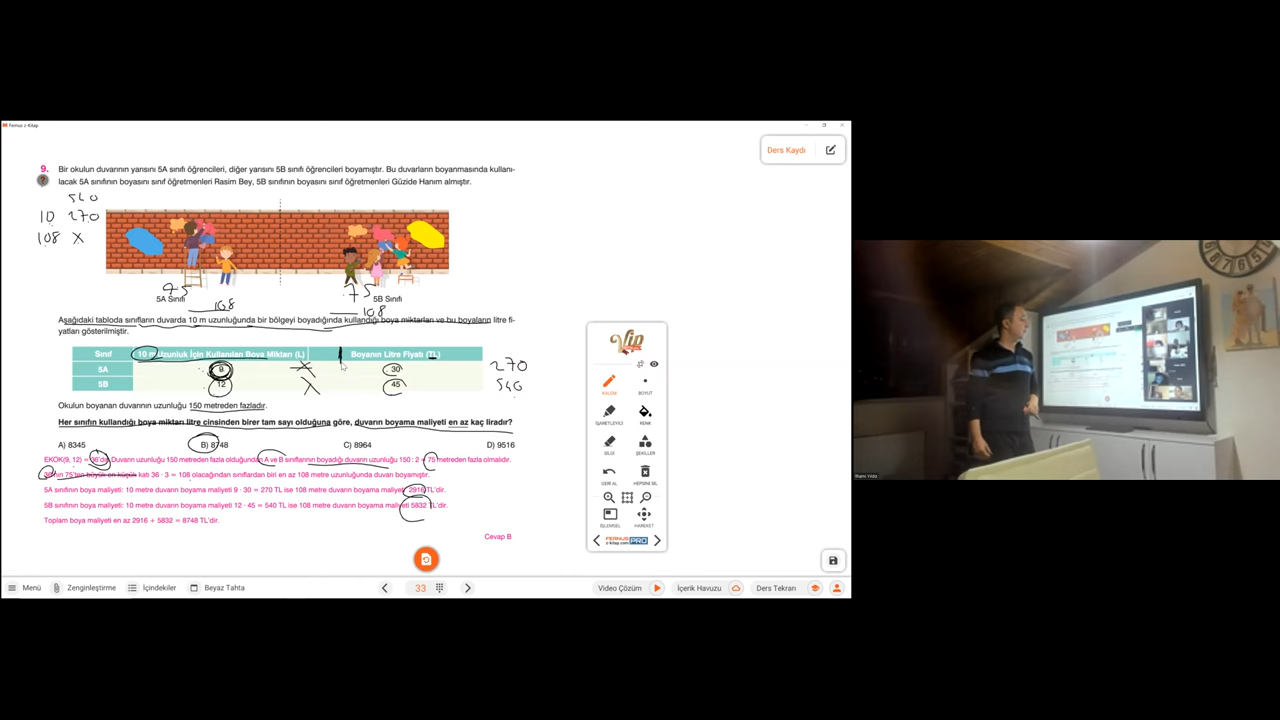 Fernus z-Kitap
Ders Kaydı
9. Bir okulun duvarının yarısını 5A sınıfı öğrencileri, diğer yarısını 5B sınıfı öğrencileri boyamıştır. Bu duvarların boyanmasında kullanı-
lacak 5A sınıfının boyasını sınıf öğretmenleri Rasim Bey, 5B sınıfının boyasını sınıf öğretmenleri Güzide Hanım almıştır.
540
10 270
108 X
75
75
5A Sınıfı
5B Sınıfı
108
108
Aşağıdaki tabloda sınıfların duvarda 10 m uzunluğunda bir bölgeyi boyadığında kullandığı boya miktarları ve bu boyaların litre fi-
yatları gösterilmiştir.
Sınıf 10 m Uzunluk İçin Kullanılan Boya Miktarı (L) Boyanın Litre Fiyatı (TL)
5A X 30 270
5B 12 X 45 540
Okulun boyanan duvarının uzunluğu 150 metreden fazladır.
Her sınıfın kullandığı boya miktarı litre cinsinden birer tam sayı olduğuna göre, duvarın boyama maliyeti en az kaç liradır?
A) 8345 B) 8748 C) 8964 D) 9516
EKOK(9, 12) = 36'dır. Duvarın uzunluğu 150 metreden fazla olduğundan A ve B sınıflarının boyadığı duvarın uzunluğu 150 : 2 = 75 metreden fazla olmalıdır.
36'nın 75'ten büyük en küçük katı 36 · 3 = 108 olacağından sınıflardan biri en az 108 metre uzunluğunda duvarı boyamıştır.
5A sınıfının boya maliyeti: 10 metre duvarın boyama maliyeti 9 · 30 = 270 TL ise 108 metre duvarın boyama maliyeti 2916 TL'dir.
5B sınıfının boya maliyeti: 10 metre duvarın boyama maliyeti 12 · 45 = 540 TL ise 108 metre duvarın boyama maliyeti 5832 TL'dir.
Toplam boya maliyeti en az 2916 + 5832 = 8748 TL'dir.
Cevap B
Vip
KALEM
BOYUT
İŞARETLEYİCİ
RENK
SİLGİ
ŞEKİLLER
GERİ AL
HEPSİNİ SİL
İŞLEMSEL
HAREKET
FERNUS PRO
z-kitap.com
Menü
Zenginleştirme
İçindekiler
Beyaz Tahta
33
Video Çözüm
İçerik Havuzu
Ders Tekrarı